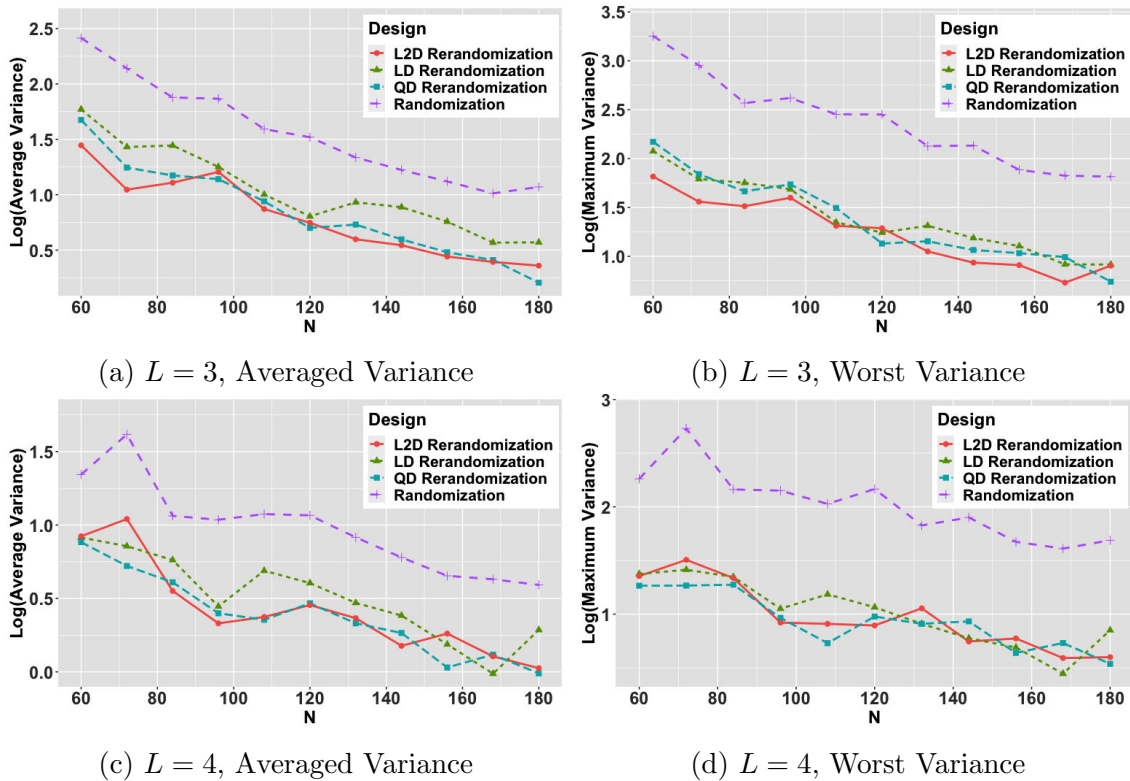 Log(Average Variance)
2.5
2.0
1.5
1.0
0.5
60
80
100
120
140
160
180
N
Design
L2D Rerandomization
LD Rerandomization
QD Rerandomization
Randomization
(a) L = 3, Averaged Variance
Log(Maximum Variance)
3.5
3.0
2.5
2.0
1.5
1.0
60
80
100
120
140
160
180
N
Design
L2D Rerandomization
LD Rerandomization
QD Rerandomization
Randomization
(b) L = 3, Worst Variance
Log(Average Variance)
1.5
1.0
0.5
0.0
60
80
100
120
140
160
180
N
Design
L2D Rerandomization
LD Rerandomization
QD Rerandomization
Randomization
(c) L = 4, Averaged Variance
Log(Maximum Variance)
3
2
1
60
80
100
120
140
160
180
N
Design
L2D Rerandomization
LD Rerandomization
QD Rerandomization
Randomization
(d) L = 4, Worst Variance